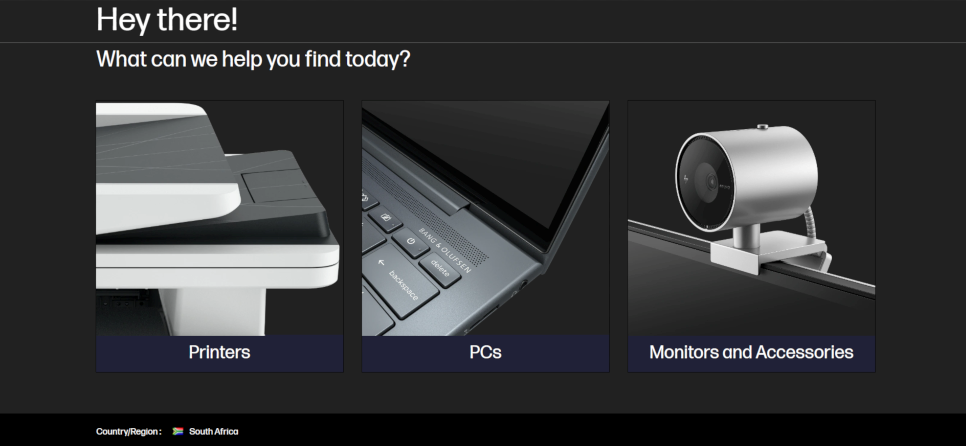 Hey there!
What can we help you find today?
BANG & OLUFSEN
delete
backspace
Printers
PCs
Monitors and Accessories
Country/Region :
South Africa